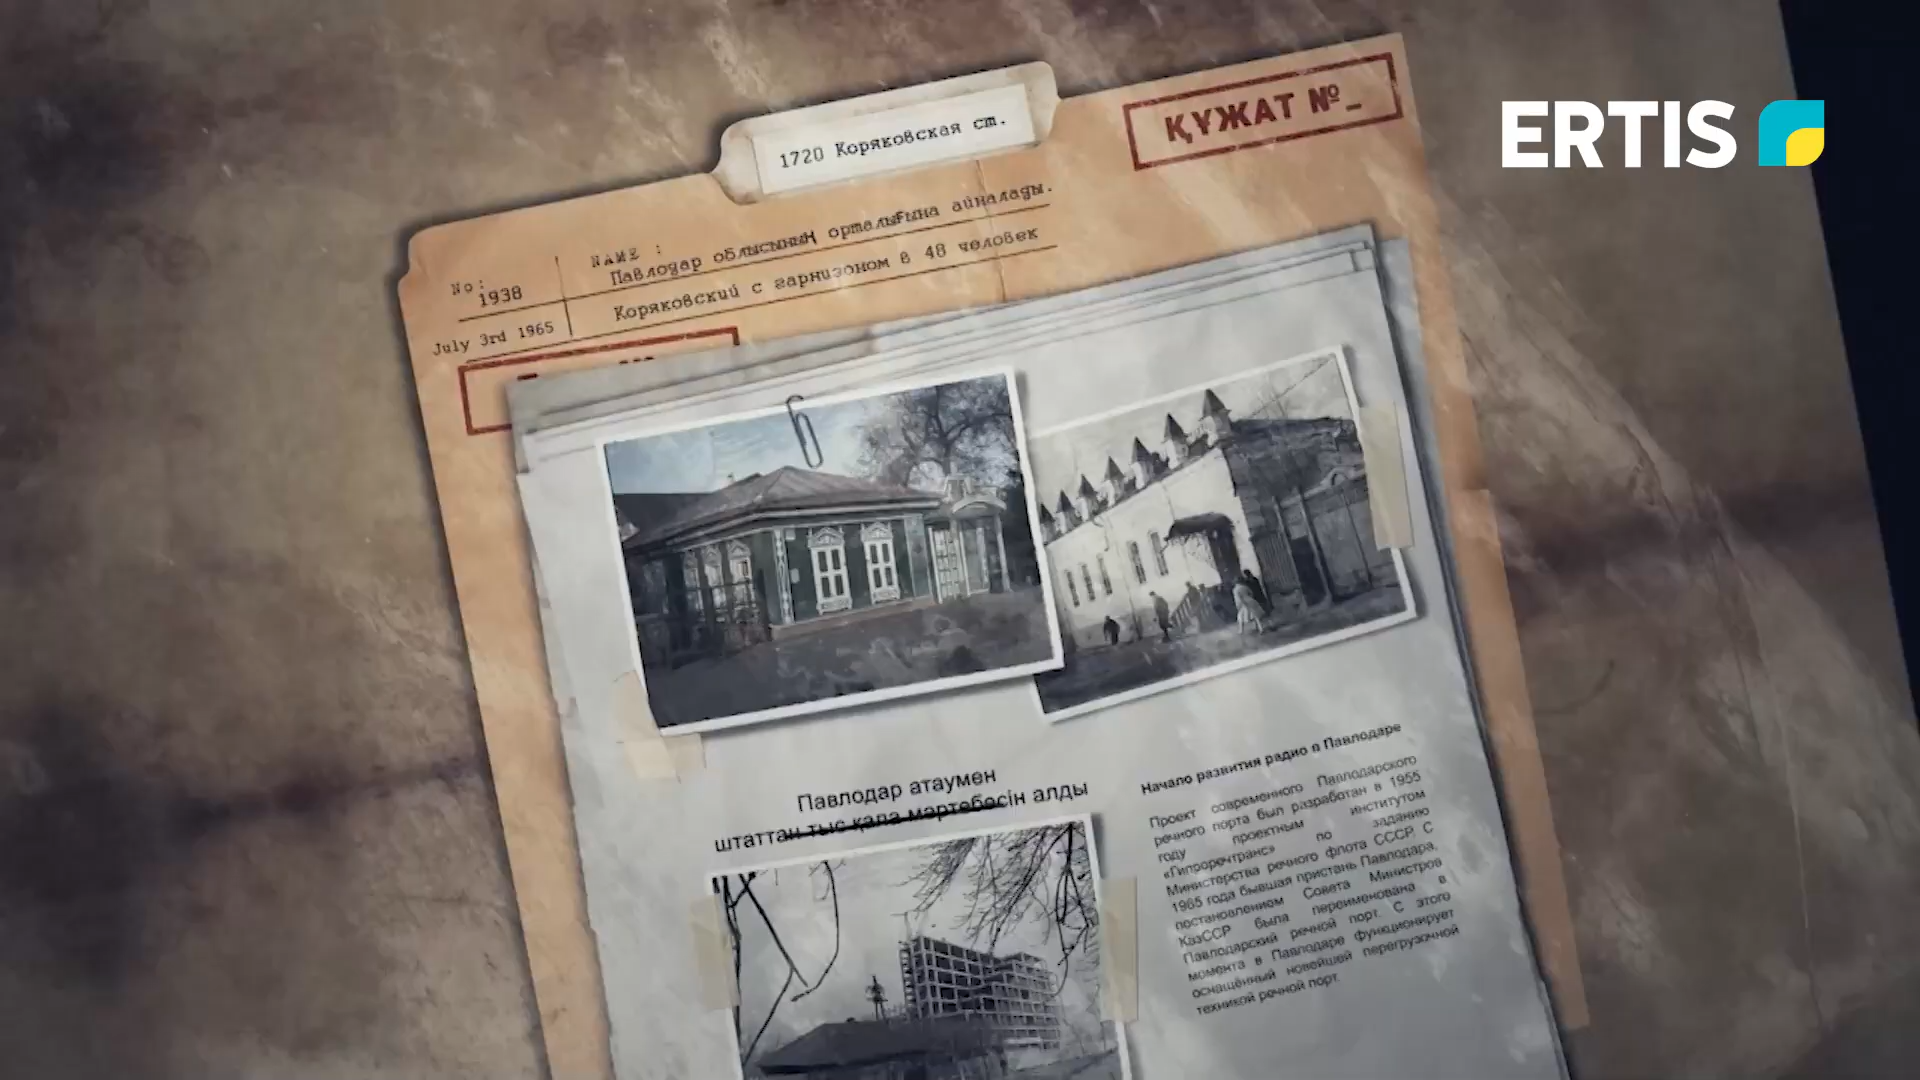 ERTIS
ҚҰЖАТ №_
1720 Коряковская ст.
No:
1938
NAME :
Павлодар облысының орталығына айналады.
July 3rd 1965
Коряковский с гарнизоном в 48 человек
Павлодар атаумен
штаттан тыс қала мәртебесін алды
Начало развития радио в Павлодаре
Проект современного Павлодарского
речного порта был разработан в 1955
году проектным институтом
«Гипроречтранс» по заданию
Министерства речного флота СССР. С
1965 года бывшая пристань Павлодара,
постановлением Совета Министров
КазССР была переименована в
Павлодарский речной порт. С этого
момента в Павлодаре функционирует
оснащённый новейшей перегрузочной
техникой речной порт.